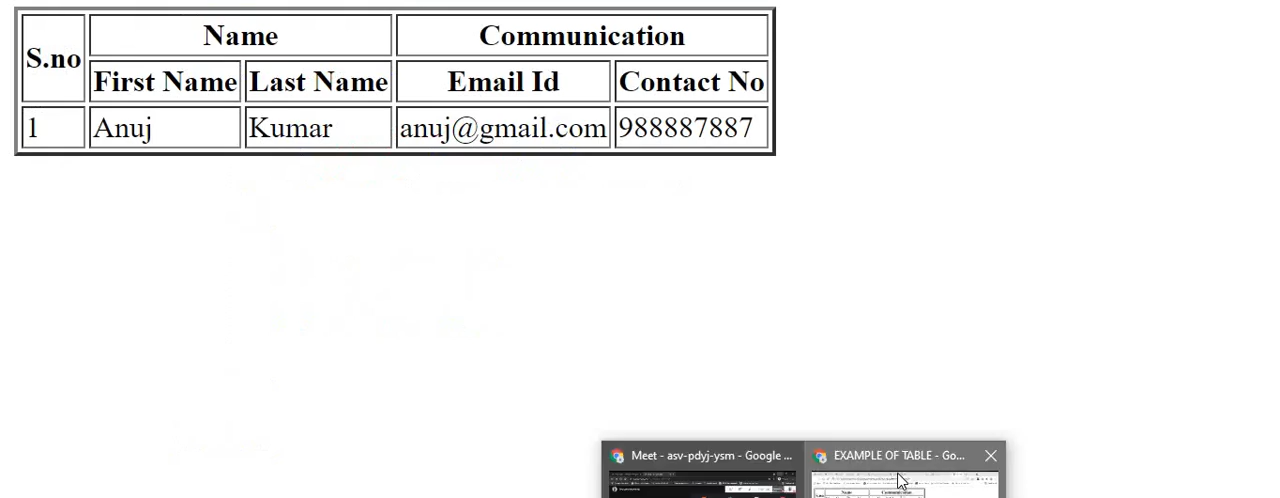 S.no Name Communication
First Name Last Name Email Id Contact No
1 Anuj Kumar anuj@gmail.com 988887887
Meet - asv-pdyj-ysm - Google ... EXAMPLE OF TABLE - Go...